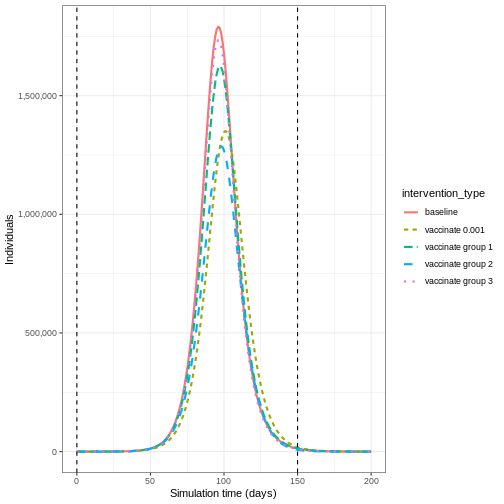 1,500,000
1,000,000
500,000
0
Individuals
0 50 100 150 200
Simulation time (days)
intervention_type
baseline
vaccinate 0.001
vaccinate group 1
vaccinate group 2
vaccinate group 3